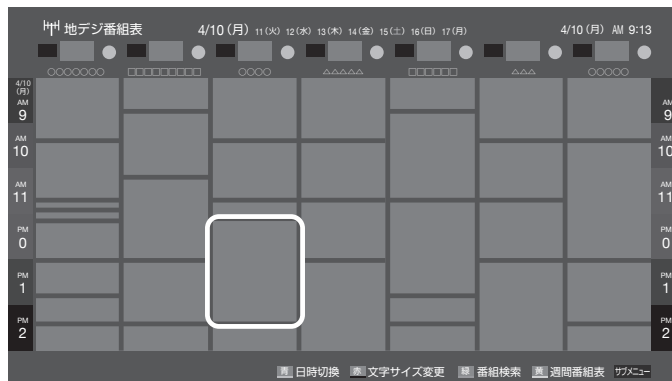 地デジ番組表 4/10(月) 11(火) 12(水) 13(木) 14(金) 15(土) 16(日) 17(月) 4/10(月) AM 9:13
○○○○○○○ □□□□□□□□□ ○○○○ △△△△△ □□□□□□ △△△ ○○○○○
4/10
(月)
AM AM
9 9
AM AM
10 10
AM AM
11 11
PM PM
0 0
PM PM
1 1
PM PM
2 2
青 日時切換 赤 文字サイズ変更 緑 番組検索 黄 週間番組表 サブメニュー